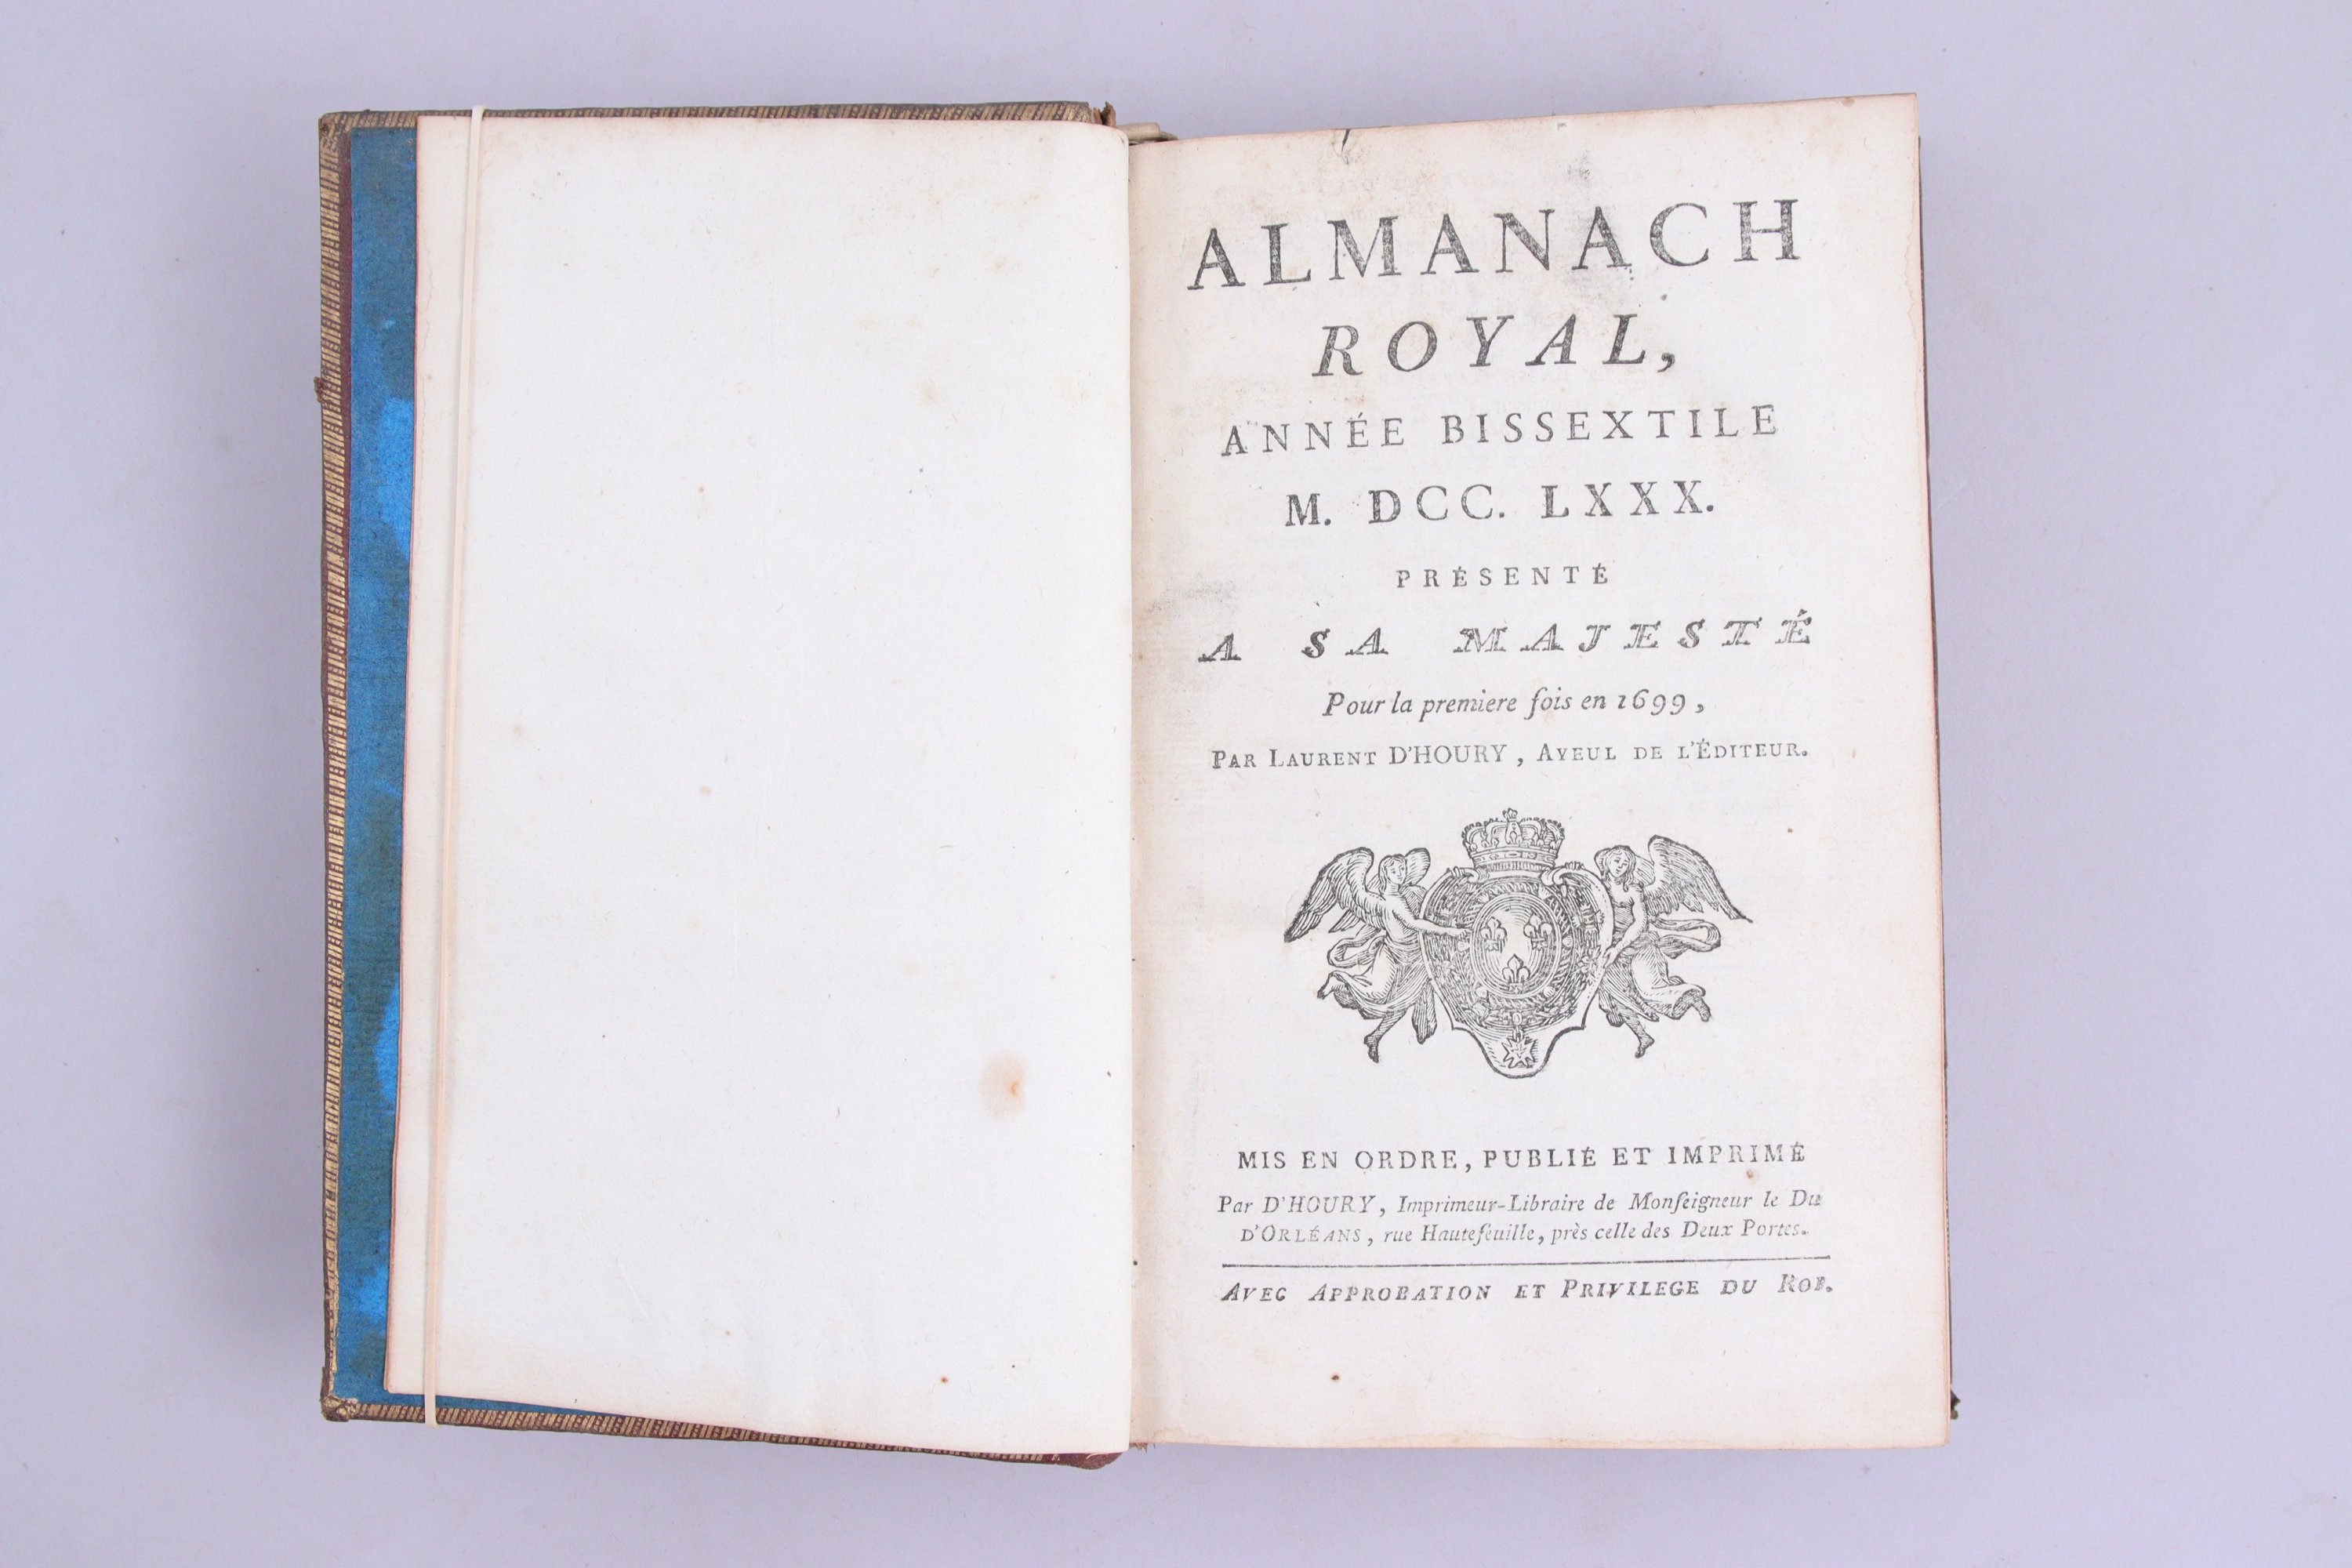 ALMANACH
ROYAL,
ANNÉE BISSEXTILE
M. DCC. LXXX.
PRÉSENTÉ
A SA MAJESTÉ
Pour la premiere fois en 1699,
PAR LAURENT D'HOURY, AYEUL DE L'ÉDITEUR.
MIS EN ORDRE, PUBLIÉ ET IMPRIMÉ
Par D'HOURY, Imprimeur-Libraire de Monſeigneur le Du
D'ORLÉANS, rue Hautefeuille, près celle des Deux Portes.
AVEC APPROBATION ET PRIVILEGE DU ROI.